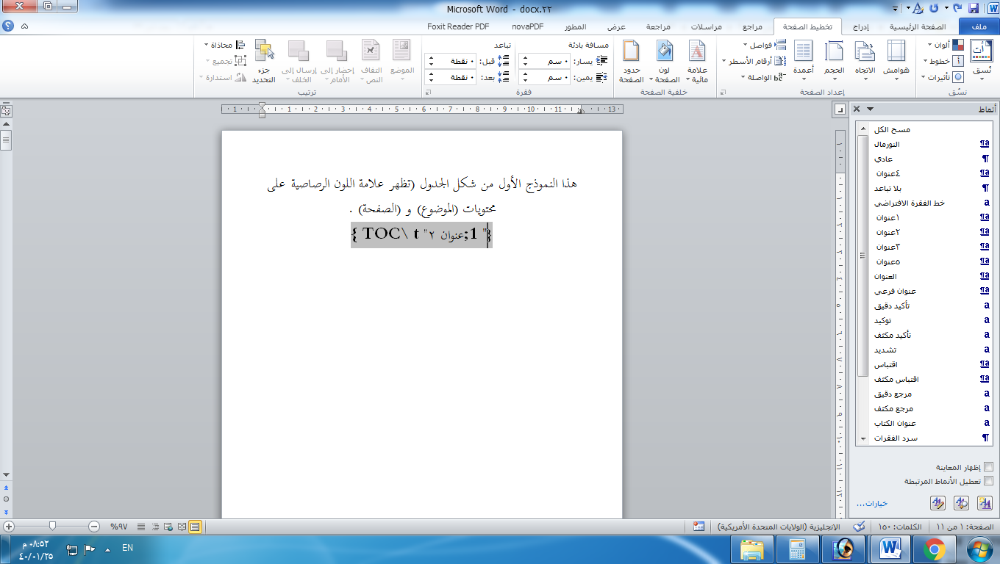 Microsoft Word - docx.٢٢
ملف
الصفحة الرئيسية
إدراج
تخطيط الصفحة
مراجع
مراسلات
مراجعة
عرض
المطور
novaPDF
Foxit Reader PDF
نسق
ألوان
خطوط
تأثيرات
نسّق
هوامش
الاتجاه
الحجم
أعمدة
فواصل
أرقام الأسطر
الواصلة
إعداد الصفحة
علامة مائية
لون الصفحة
حدود الصفحة
خلفية الصفحة
مسافة بادئة
يسار: ٠ سم
يمين: ٠ سم
تباعد
قبل: ٠ نقطة
بعد: ٠ نقطة
فقرة
الموضع
التفاف النص
إحضار إلى الأمام
إرسال إلى الخلف
جزء التحديد
محاذاة
تجميع
استدارة
ترتيب
أنماط
مسح الكل
النورمال
عادي
٤عنوان
بلا تباعد
خط الفقرة الافتراضي
١عنوان
٢عنوان
٣عنوان
٥عنوان
العنوان
عنوان فرعي
تأكيد دقيق
توكيد
تأكيد مكثف
تشديد
اقتباس
اقتباس مكثف
مرجع دقيق
مرجع مكثف
عنوان الكتاب
سرد الفقرات
إظهار المعاينة
تعطيل الأنماط المرتبطة
خيارات...
1 1 2 3 4 5 6 7 8 9 10 11 13
هذا النموذج الأول من شكل الجدول (تظهر علامة اللون الرصاصية على
محتويات (الموضوع) و (الصفحة) .
{ TOC\ t "عنوان ٢;1 "}
الصفحة: ١ من ١١
الكلمات: ١٥٠
الإنجليزية (الولايات المتحدة الأمريكية)
٩٧%
EN
٠٨:٥٢ م
٤٠/٠١/٢٥